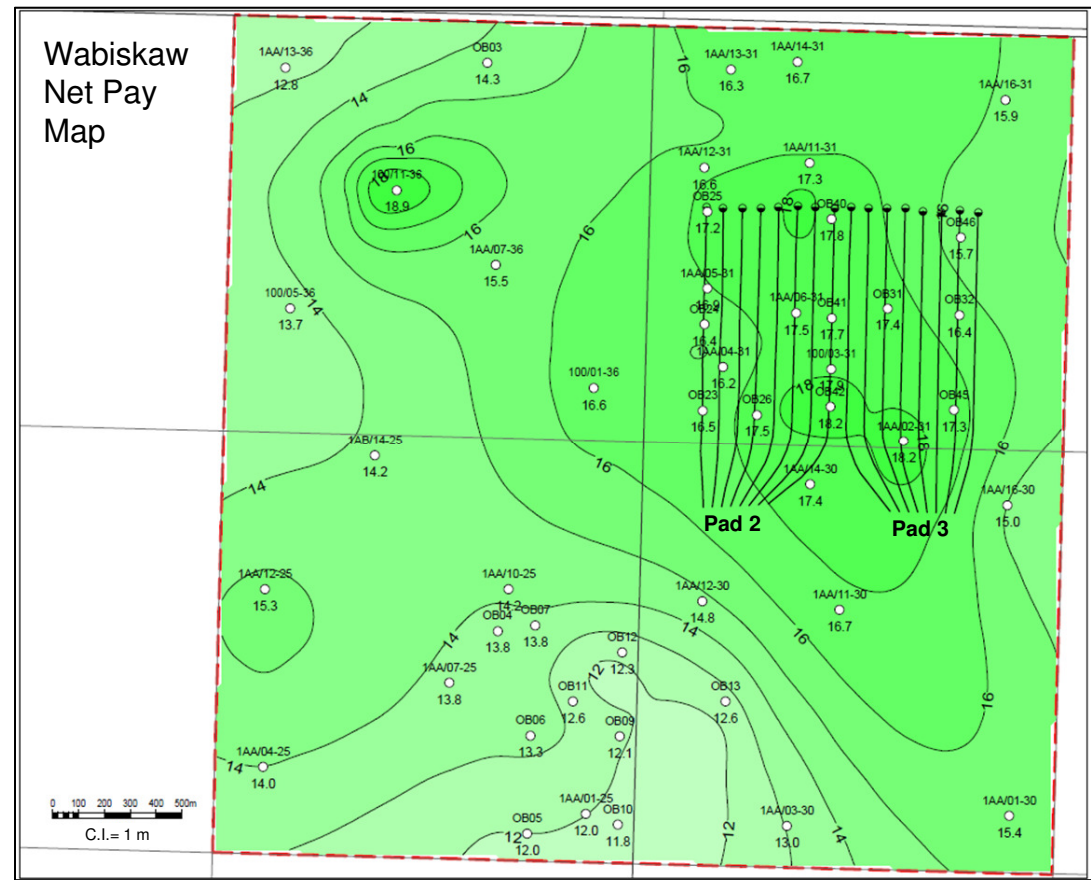 Wabiskaw
Net Pay
Map
1AA/13-36
12.8
OB03
14.3
1AA/13-31
16.3
1AA/14-31
16.7
1AA/16-31
15.9
16
14
16
18
100/11-36
18.9
1AA/12-31
16.6
1AA/11-31
17.3
OB25
17.2
18
OB40
17.8
16
OB46
15.7
16
16
1AA/07-36
15.5
100/05-36
13.7
14
1AA/05-31
16.9
OB24
16.4
1AA/06-31
17.5
OB41
17.7
OB31
17.4
OB32
16.4
1AA/04-31
16.2
100/03-31
17.9
100/01-36
16.6
OB23
16.5
OB26
17.5
18
OB42
18.2
OB45
17.3
1AA/02-31
18.2
18
16
1AB/14-25
14.2
16
14
1AA/14-30
17.4
1AA/16-30
15.0
Pad 2
Pad 3
1AA/12-25
15.3
1AA/10-25
14.2
OB04
13.8
OB07
13.8
1AA/12-30
14.8
1AA/11-30
16.7
14
14
16
OB12
12.3
12
1AA/07-25
13.8
OB11
12.6
OB13
12.6
16
OB06
13.3
OB09
12.1
14
1AA/04-25
14.0
0 100 200 300 400 500m
C.I.= 1 m
1AA/01-25
12.0
OB10
11.8
12
OB05
12.0
12
1AA/03-30
13.0
14
1AA/01-30
15.4